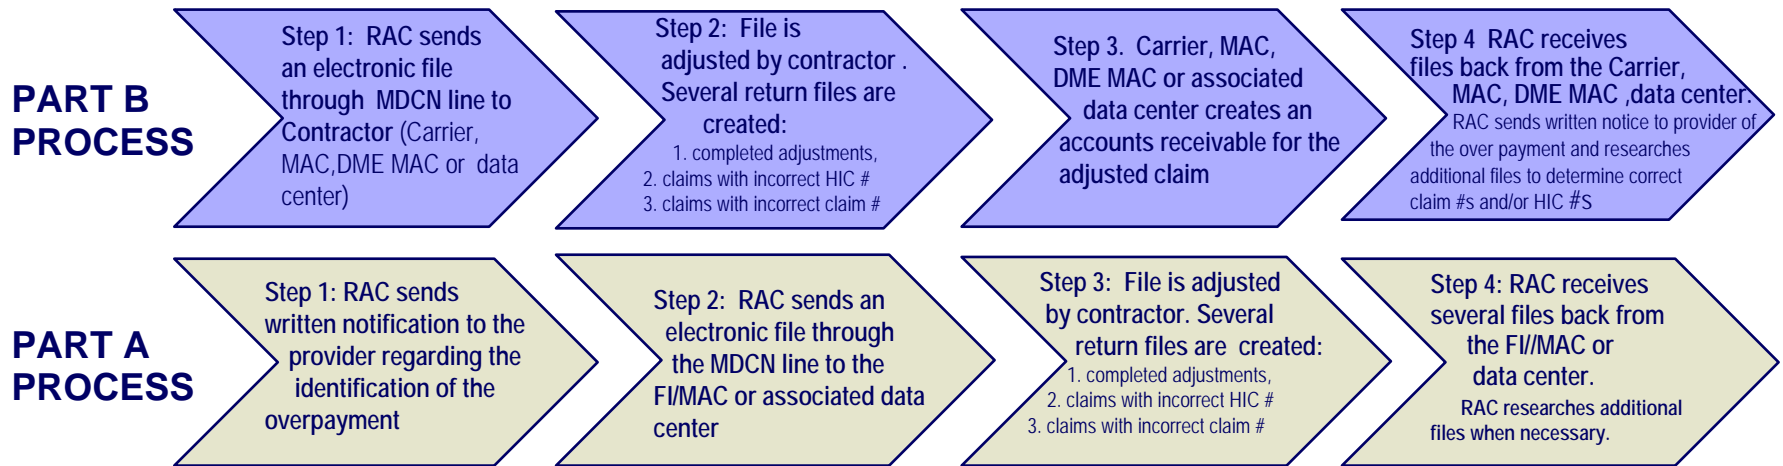 PART B
PROCESS
Step 1:  RAC sends
an electronic file
through  MDCN line to
Contractor (Carrier,
MAC,DME MAC or  data
center)
Step 2:  File is
adjusted by contractor .
Several return files are
created:
1. completed adjustments,
2. claims with incorrect HIC #
3. claims with incorrect claim #
Step 3.  Carrier, MAC,
DME MAC or associated
data center creates an
accounts receivable for the
adjusted claim
Step 4  RAC receives
files back from the Carrier,
MAC, DME MAC ,data center.
RAC sends written notice to provider of
the over payment and researches
additional files to determine correct
claim #s and/or HIC #s
PART A
PROCESS
Step 1: RAC sends
written notification to the
provider regarding the
identification of the
overpayment
Step 2:  RAC sends an
electronic file through
the MDCN line to the
FI/MAC or associated data
center
Step 3:  File is adjusted
by contractor. Several
return files are  created:
1. completed adjustments,
2. claims with incorrect HIC #
3. claims with incorrect claim #
Step 4: RAC receives
several files back from
the FI//MAC or
data center.
RAC researches additional
files when necessary.